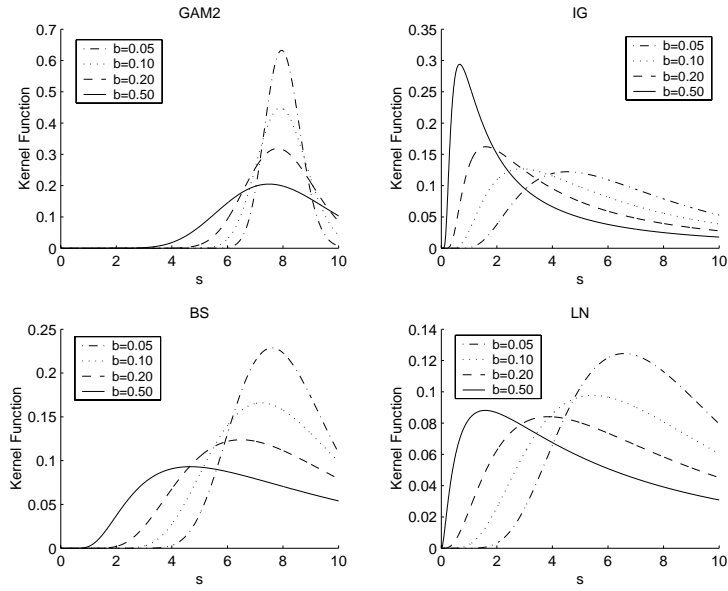 GAM2
0.7
0.6
0.5
0.4
0.3
0.2
0.1
0
Kernel Function
b=0.05
b=0.10
b=0.20
b=0.50
0 2 4 6 8 10
s
IG
0.35
0.3
0.25
0.2
0.15
0.1
0.05
0
Kernel Function
b=0.05
b=0.10
b=0.20
b=0.50
0 2 4 6 8 10
s
BS
0.25
0.2
0.15
0.1
0.05
0
Kernel Function
b=0.05
b=0.10
b=0.20
b=0.50
0 2 4 6 8 10
s
LN
0.14
0.12
0.1
0.08
0.06
0.04
0.02
0
Kernel Function
b=0.05
b=0.10
b=0.20
b=0.50
0 2 4 6 8 10
s